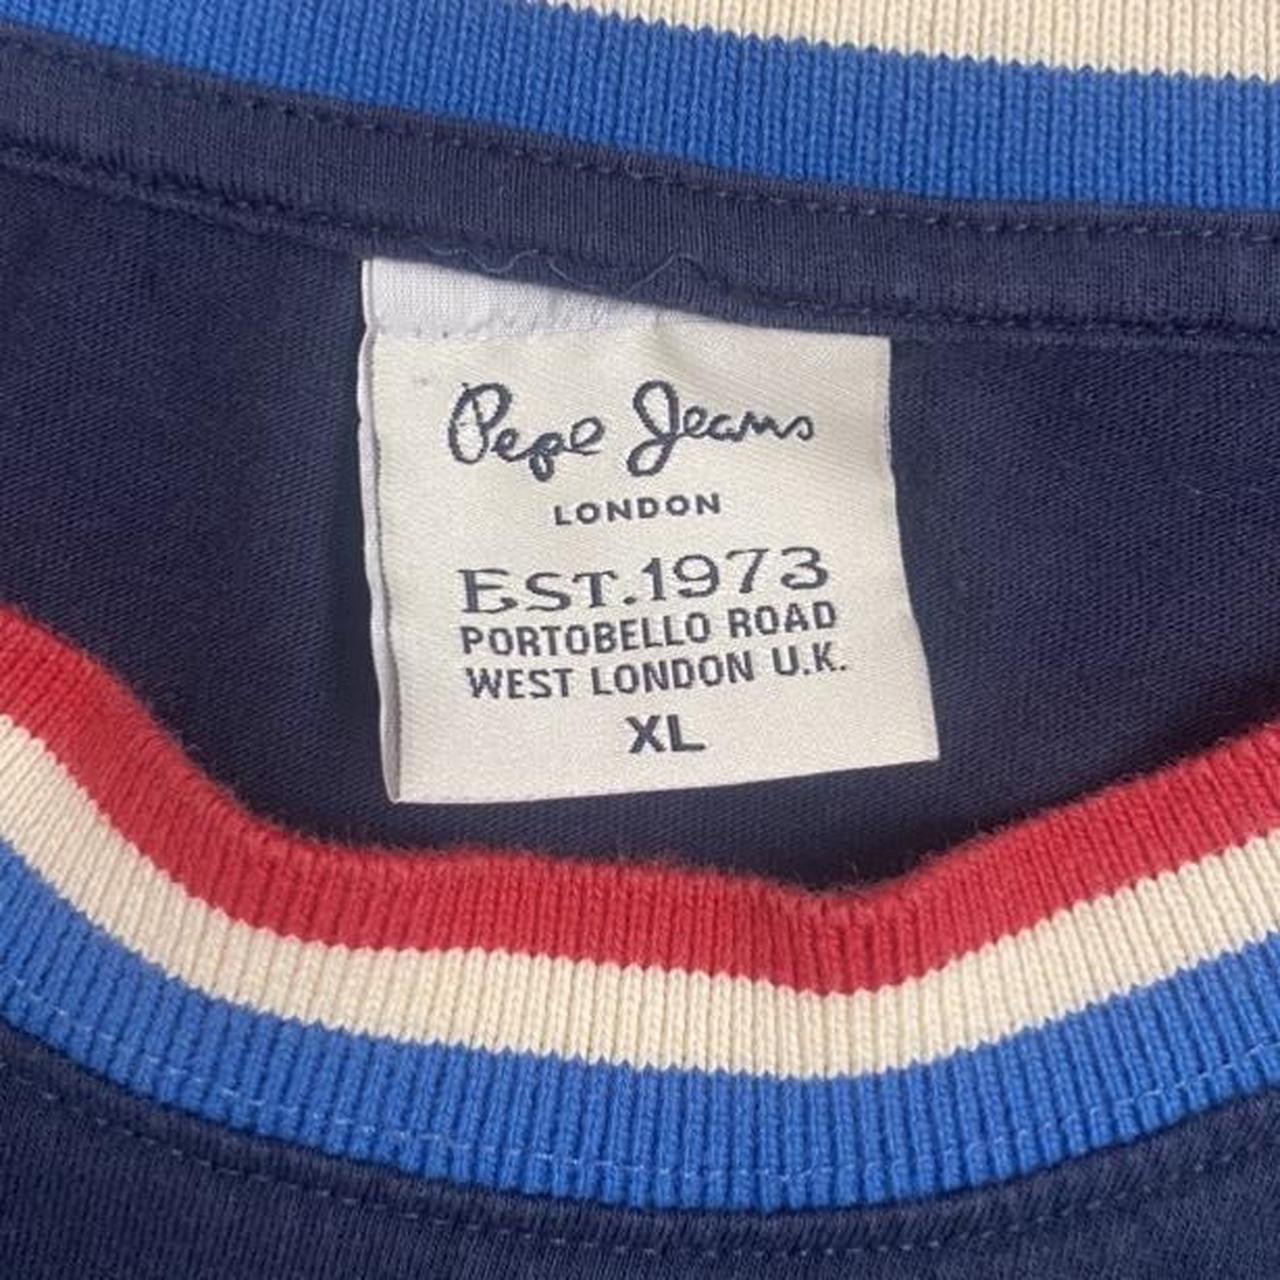 Pepe Jeans
LONDON
EST.1973
PORTOBELLO ROAD
WEST LONDON U.K.
XL